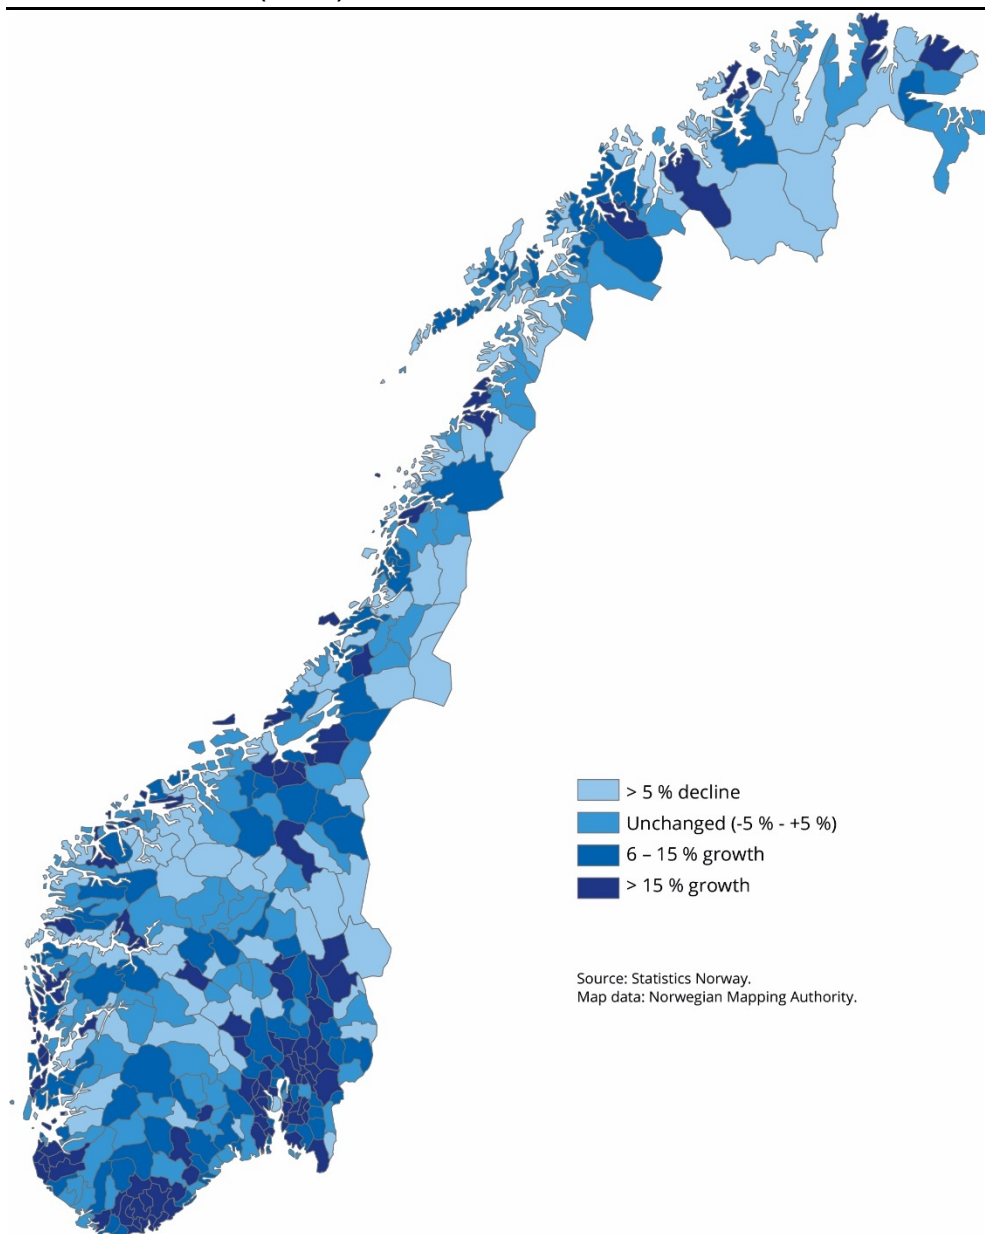 > 5 % decline
Unchanged (-5 % - +5 %)
6 – 15 % growth
> 15 % growth
Source: Statistics Norway.
Map data: Norwegian Mapping Authority.